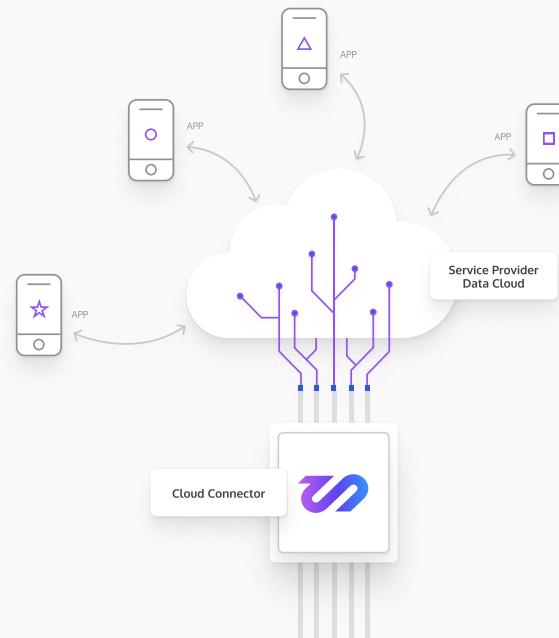 APP
APP
APP
Service Provider
Data Cloud
APP
Cloud Connector